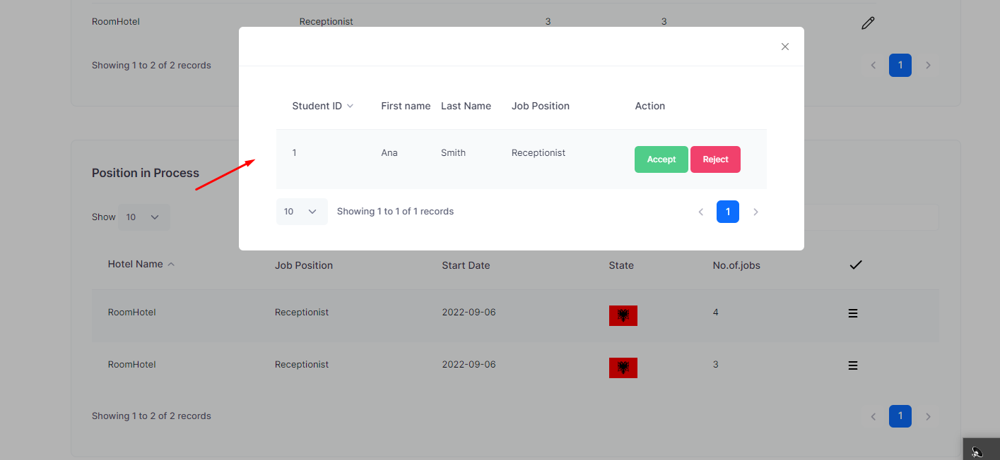 RoomHotel Receptionist 3 3
Showing 1 to 2 of 2 records 1
Student ID First name Last Name Job Position Action
1 Ana Smith Receptionist Accept Reject
10 Showing 1 to 1 of 1 records 1
Position in Process
Show 10
Hotel Name Job Position Start Date State No.of.jobs
RoomHotel Receptionist 2022-09-06 4
RoomHotel Receptionist 2022-09-06 3
Showing 1 to 2 of 2 records 1